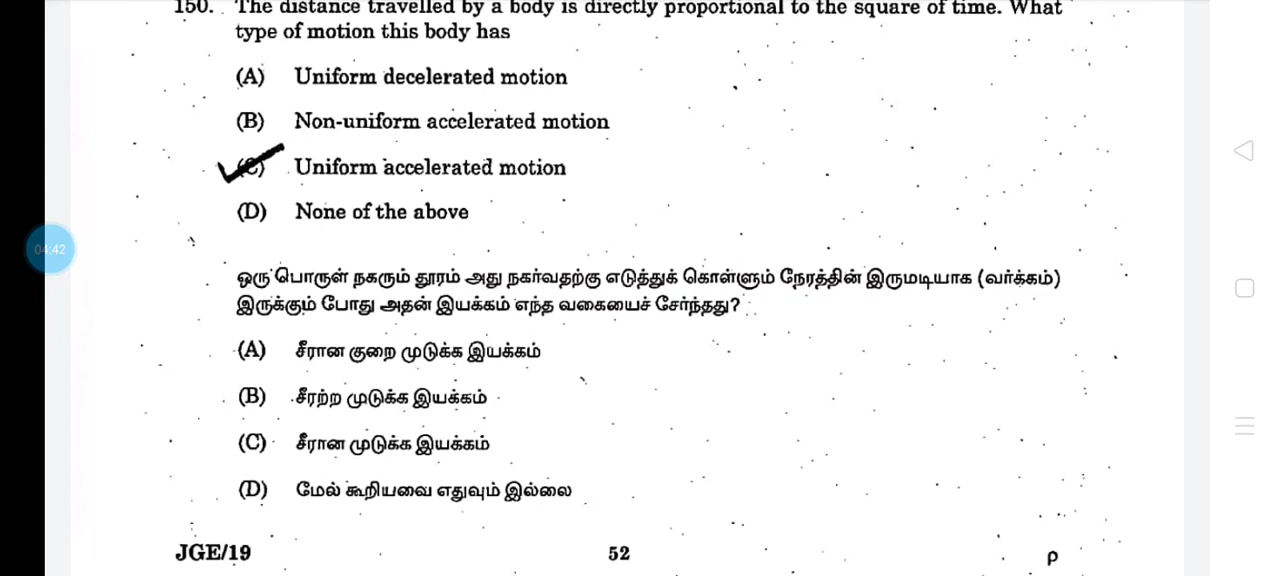 150. The distance travelled by a body is directly proportional to the square of time. What
type of motion this body has
(A) Uniform decelerated motion
(B) Non-uniform accelerated motion
(C) Uniform accelerated motion
(D) None of the above
04:42
ஒரு பொருள் நகரும் தூரம் அது நகர்வதற்கு எடுத்துக் கொள்ளும் நேரத்தின் இருமடியாக (வர்க்கம்)
இருக்கும் போது அதன் இயக்கம் எந்த வகையைச் சேர்ந்தது?
(A) சீரான குறை முடுக்க இயக்கம்
(B) சீரற்ற முடுக்க இயக்கம்
(C) சீரான முடுக்க இயக்கம்
(D) மேல் கூறியவை எதுவும் இல்லை
JGE/19 52 ρ